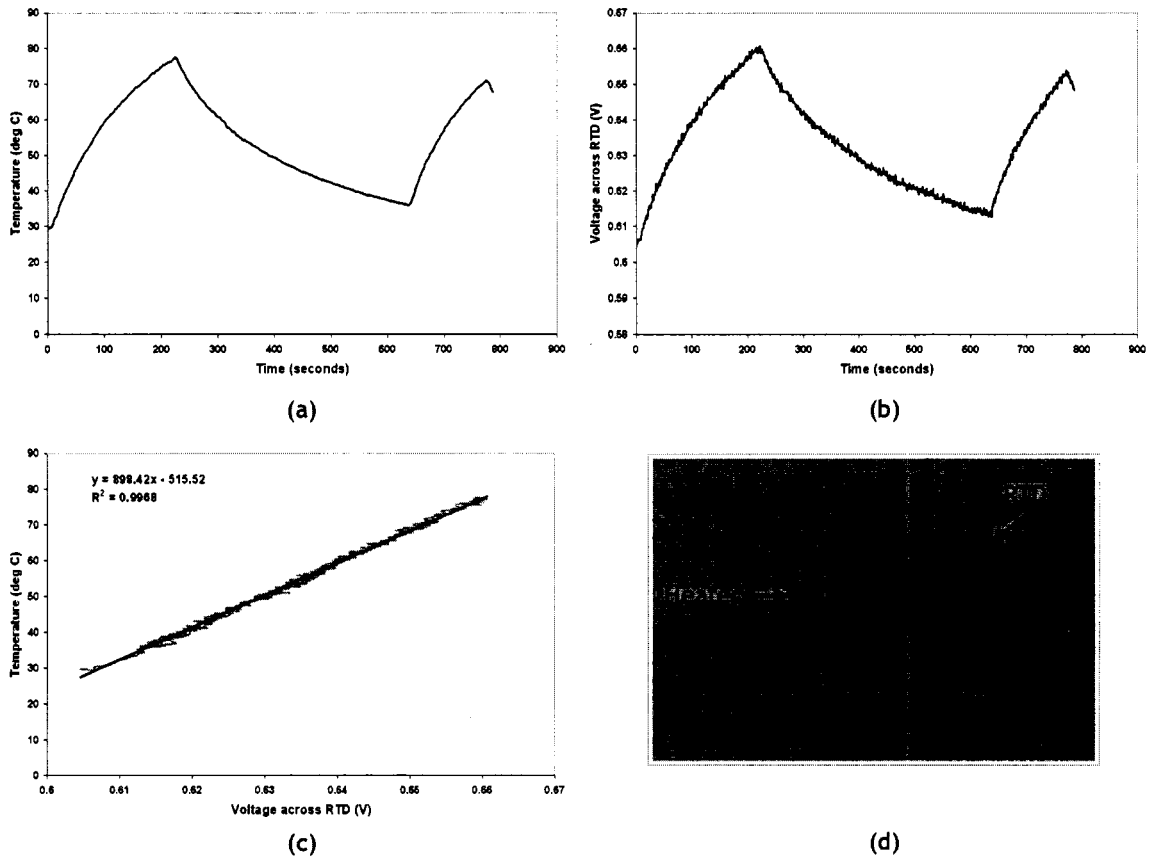 90
80
70
60
50
40
30
20
10
0
Temperature (deg C)
0 100 200 300 400 500 600 700 800 900
Time (seconds)
(a)
0.67
0.66
0.65
0.64
0.63
0.62
0.61
0.6
0.59
0.58
Voltage across RTD (V)
0 100 200 300 400 500 600 700 800 900
Time (seconds)
(b)
90
80
70
60
50
40
30
20
10
0
Temperature (deg C)
y = 898.42x - 515.52
R² = 0.9968
0.6 0.61 0.62 0.63 0.64 0.65 0.66 0.67
Voltage across RTD (V)
(c)
(d)